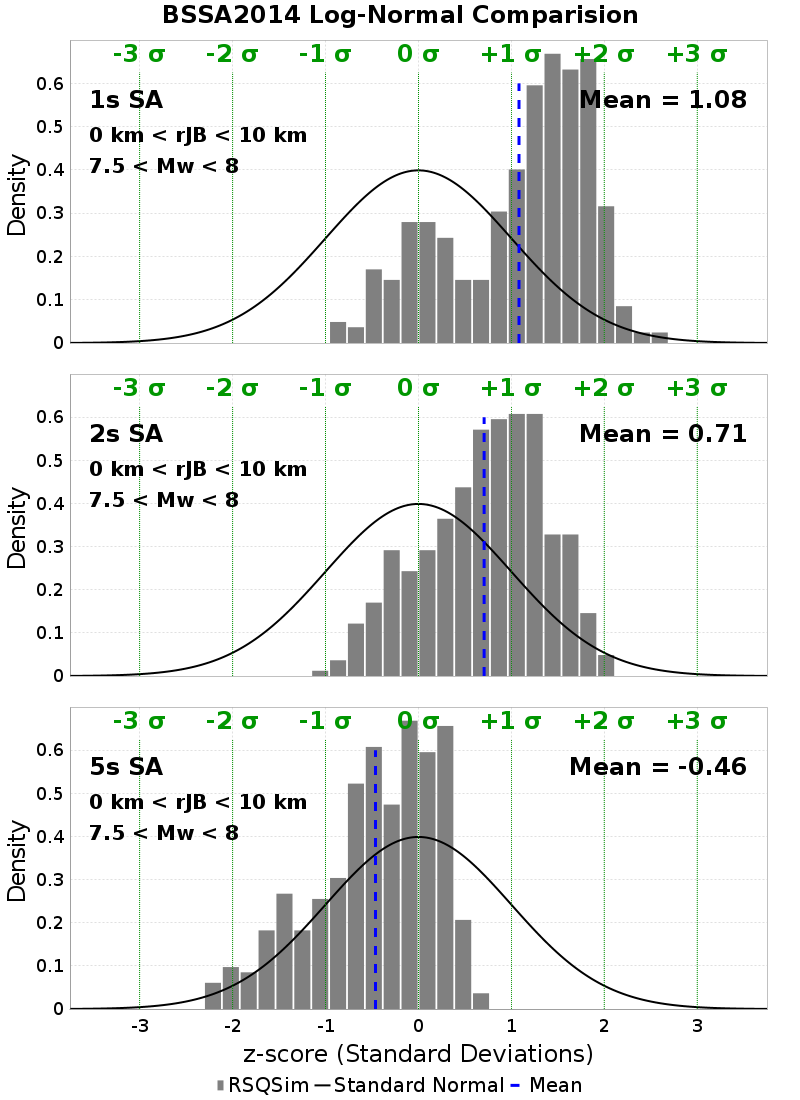 BSSA2014 Log-Normal Comparision
-3 σ -2 σ -1 σ 0 σ +1 σ +2 σ +3 σ
1s SA
Mean = 1.08
0 km < rJB < 10 km
7.5 < Mw < 8
0.6
0.5
0.4
0.3
0.2
0.1
0
Density
-3 σ -2 σ -1 σ 0 σ +1 σ +2 σ +3 σ
2s SA
Mean = 0.71
0 km < rJB < 10 km
7.5 < Mw < 8
0.6
0.5
0.4
0.3
0.2
0.1
0
Density
-3 σ -2 σ -1 σ 0 σ +1 σ +2 σ +3 σ
5s SA
Mean = -0.46
0 km < rJB < 10 km
7.5 < Mw < 8
0.6
0.5
0.4
0.3
0.2
0.1
0
Density
-3 -2 -1 0 1 2 3
z-score (Standard Deviations)
RSQSim Standard Normal Mean